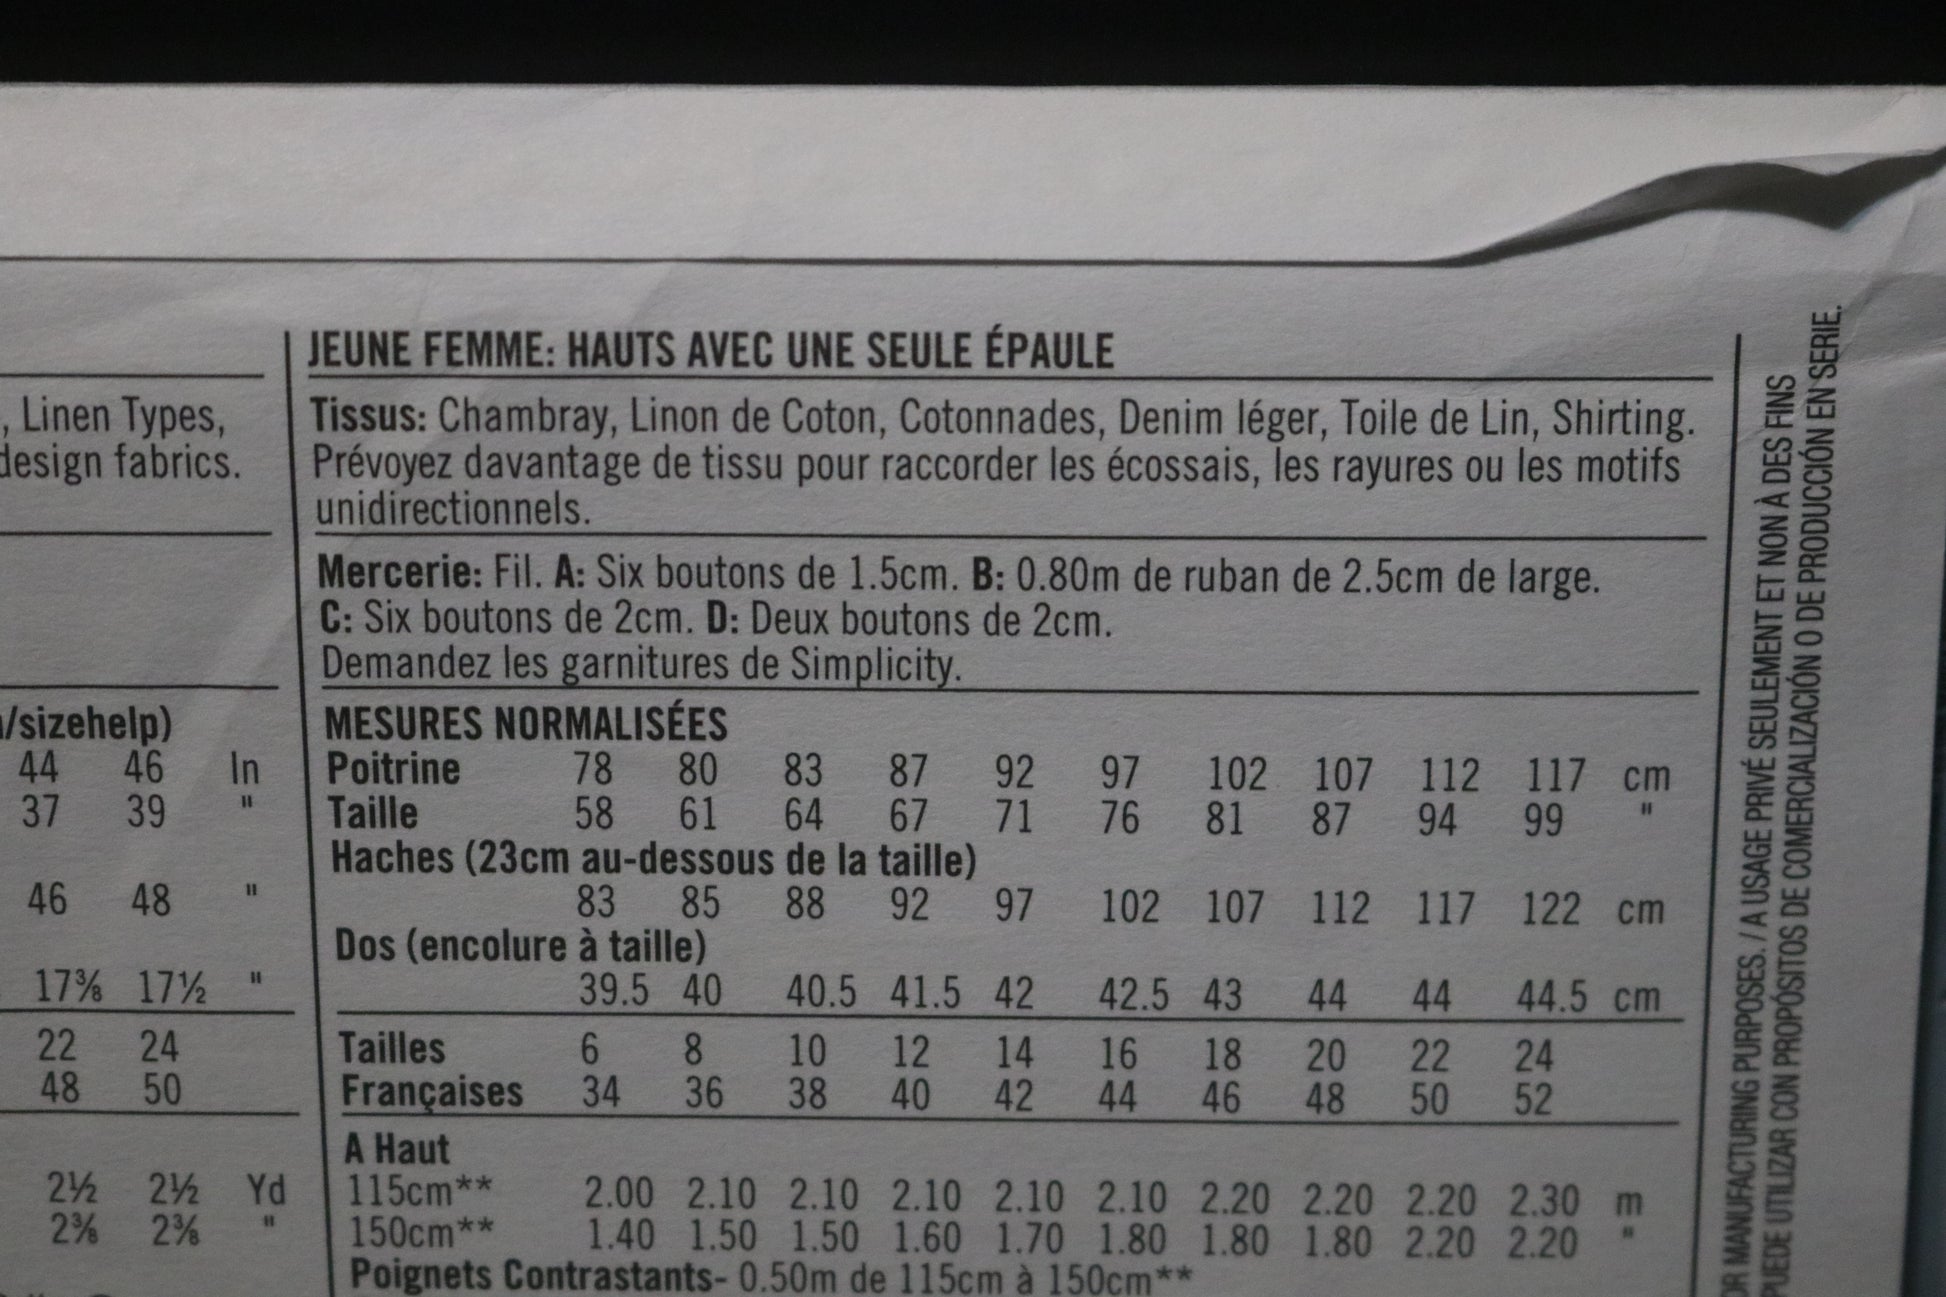 , Linen Types,
design fabrics.
/sizehelp)
44 46 In
37 39 "
46 48 "
17⅜ 17½ "
22 24
48 50
2½ 2½ Yd
2⅜ 2⅜ "
JEUNE FEMME: HAUTS AVEC UNE SEULE ÉPAULE
Tissus: Chambray, Linon de Coton, Cotonnades, Denim léger, Toile de Lin, Shirting.
Prévoyez davantage de tissu pour raccorder les écossais, les rayures ou les motifs
unidirectionnels.
Mercerie: Fil. A: Six boutons de 1.5cm. B: 0.80m de ruban de 2.5cm de large.
C: Six boutons de 2cm. D: Deux boutons de 2cm.
Demandez les garnitures de Simplicity.
MESURES NORMALISÉES
Poitrine 78 80 83 87 92 97 102 107 112 117 cm
Taille 58 61 64 67 71 76 81 87 94 99 "
Haches (23cm au-dessous de la taille)
83 85 88 92 97 102 107 112 117 122 cm
Dos (encolure à taille)
39.5 40 40.5 41.5 42 42.5 43 44 44 44.5 cm
Tailles 6 8 10 12 14 16 18 20 22 24
Françaises 34 36 38 40 42 44 46 48 50 52
A Haut
115cm** 2.00 2.10 2.10 2.10 2.10 2.10 2.20 2.20 2.20 2.30 m
150cm** 1.40 1.50 1.50 1.60 1.70 1.80 1.80 1.80 2.20 2.20 "
Poignets Contrastants- 0.50m de 115cm à 150cm**
OR MANUFACTURING PURPOSES. / A USAGE PRIVÉ SEULEMENT ET NON À DES FINS
PUEDE UTILIZAR CON PROPÓSITOS DE COMERCIALIZACIÓN O DE PRODUCCIÓN EN SERIE.